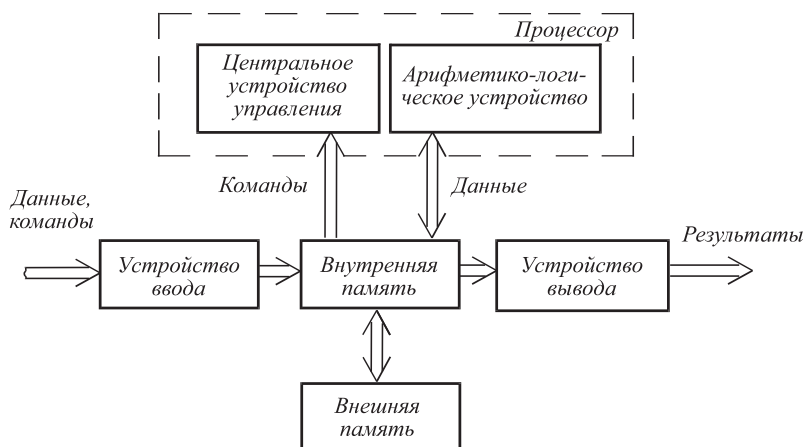 Процессор
Центральное
устройство
управления
Арифметико-логи-
ческое устройство
Команды
Данные
Данные,
команды
Результаты
Устройство
ввода
Внутренняя
память
Устройство
вывода
Внешняя
память